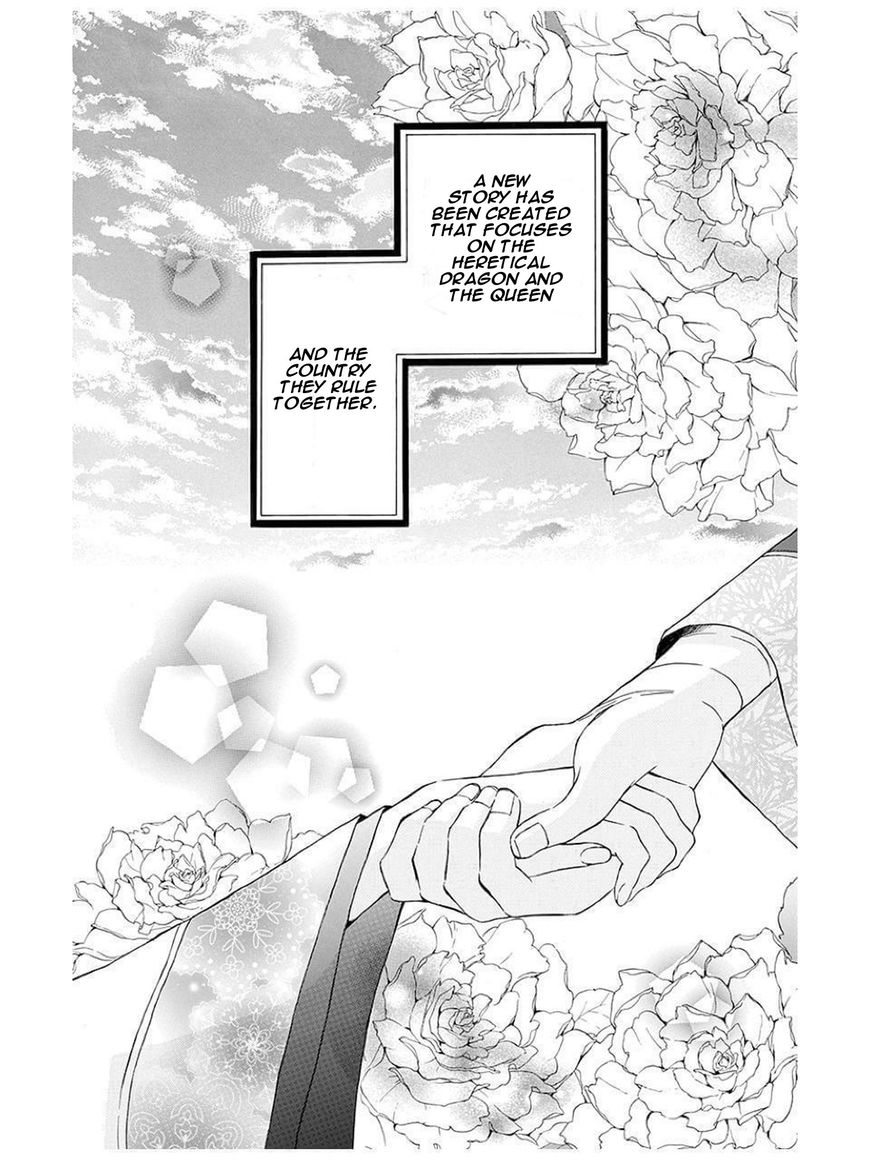 A NEW
STORY HAS
BEEN CREATED
THAT FOCUSES
ON THE
HERETICAL
DRAGON AND
THE QUEEN
AND THE
COUNTRY
THEY RULE
TOGETHER.